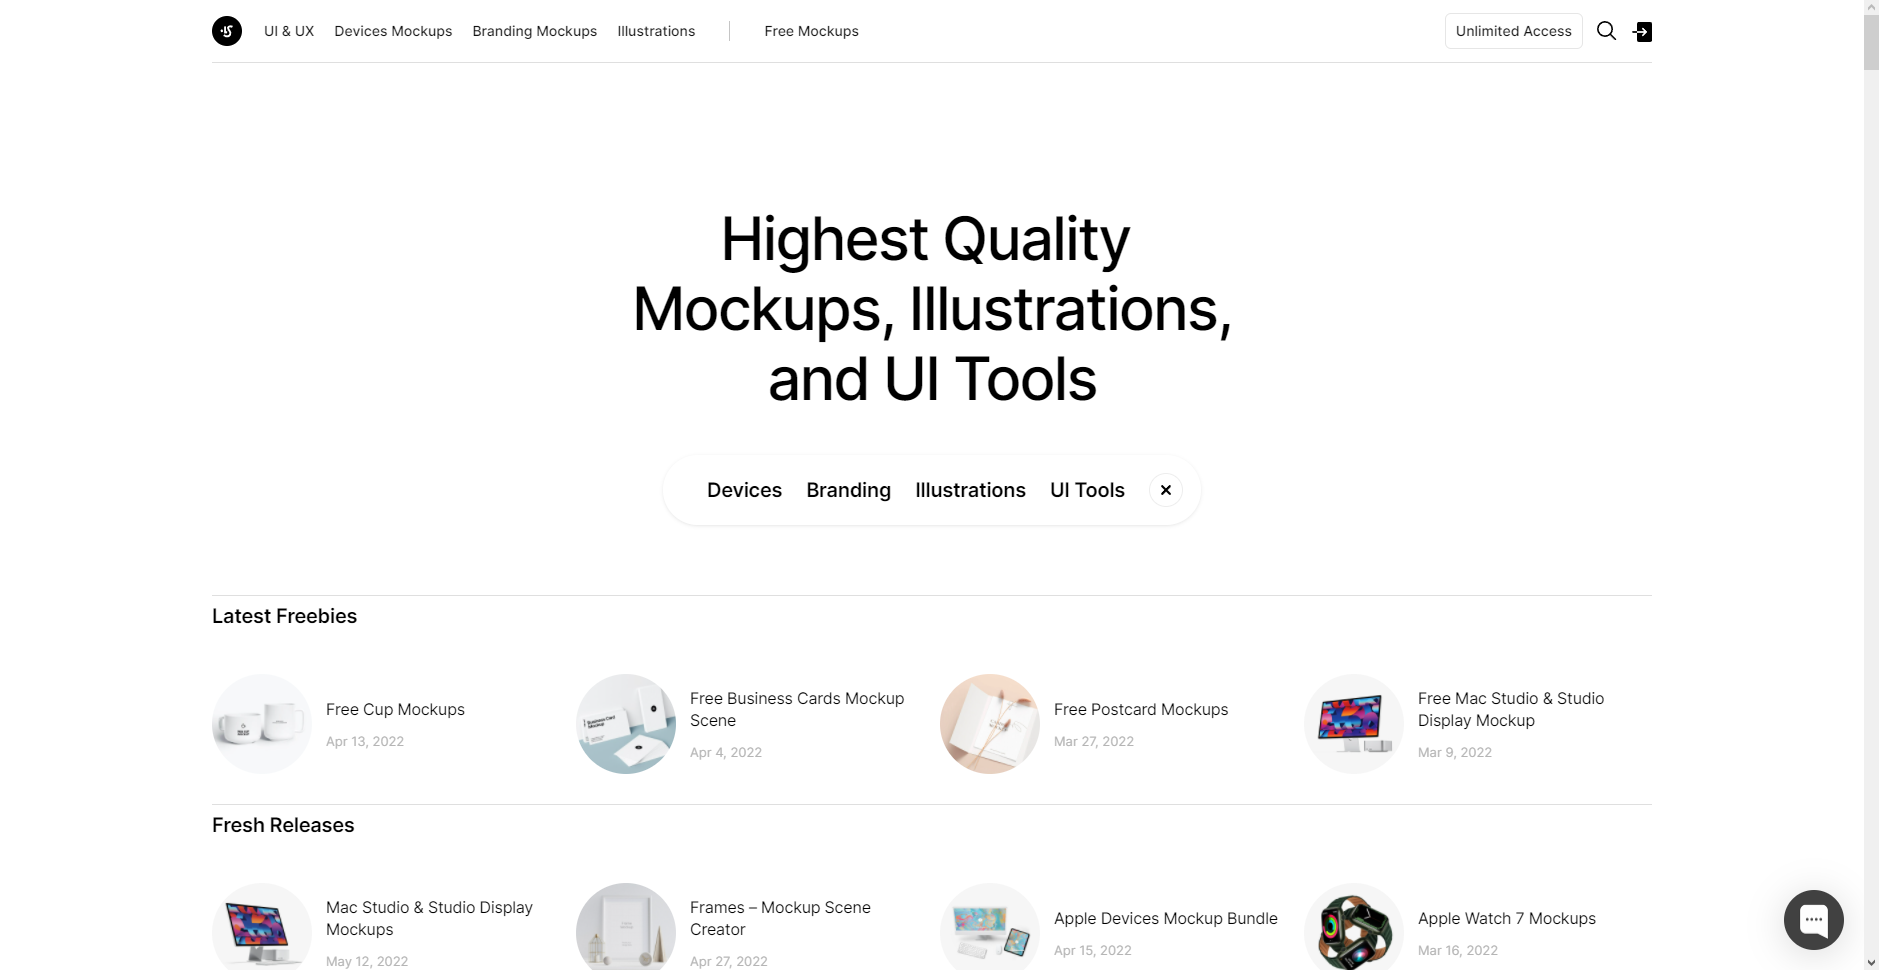 UI & UX Devices Mockups Branding Mockups Illustrations Free Mockups Unlimited Access
Highest Quality
Mockups, Illustrations,
and UI Tools
Devices Branding Illustrations UI Tools
Latest Freebies
Free Cup Mockups
Apr 13, 2022
Free Business Cards Mockup
Scene
Apr 4, 2022
Free Postcard Mockups
Mar 27, 2022
Free Mac Studio & Studio
Display Mockup
Mar 9, 2022
Fresh Releases
Mac Studio & Studio Display
Mockups
May 12, 2022
Frames – Mockup Scene
Creator
Apr 27, 2022
Apple Devices Mockup Bundle
Apr 15, 2022
Apple Watch 7 Mockups
Mar 16, 2022